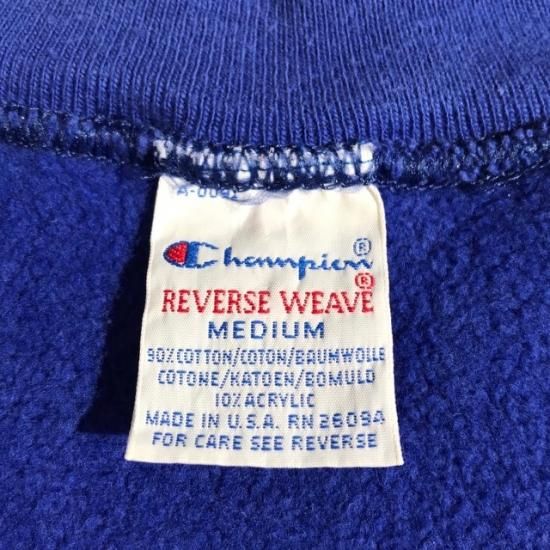 Champion®
REVERSE WEAVE®
MEDIUM
90% COTTON/COTON/BAUMWOLLE
COTONE/KATOEN/BOMULD
10% ACRYLIC
MADE IN U.S.A. RN 26094
FOR CARE SEE REVERSE